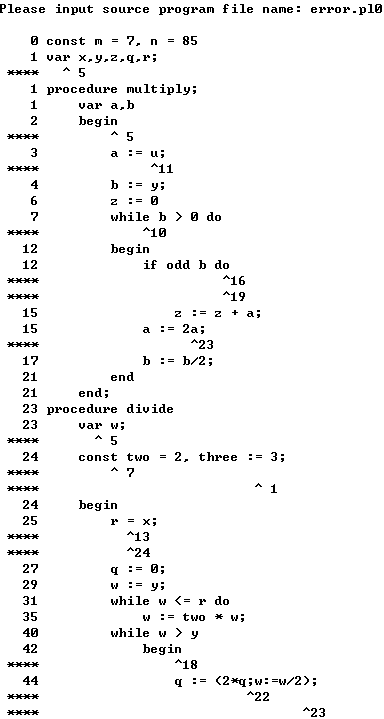 Please input source program file name: error.pl0
0 const m = 7, n = 85
1 var x,y,z,q,r;
**** ^ 5
1 procedure multiply;
1 var a,b
2 begin
**** ^ 5
3 a := u;
**** ^11
4 b := y;
6 z := 0
7 while b > 0 do
**** ^10
12 begin
12 if odd b do
**** ^16
**** ^19
15 z := z + a;
15 a := 2a;
**** ^23
17 b := b/2;
21 end
21 end;
23 procedure divide
23 var w;
**** ^ 5
24 const two = 2, three := 3;
**** ^ 7
**** ^ 1
24 begin
25 r = x;
**** ^13
**** ^24
27 q := 0;
29 w := y;
31 while w <= r do
35 w := two * w;
40 while w > y
42 begin
**** ^18
44 q := (2*q;w:=w/2);
**** ^22
**** ^23